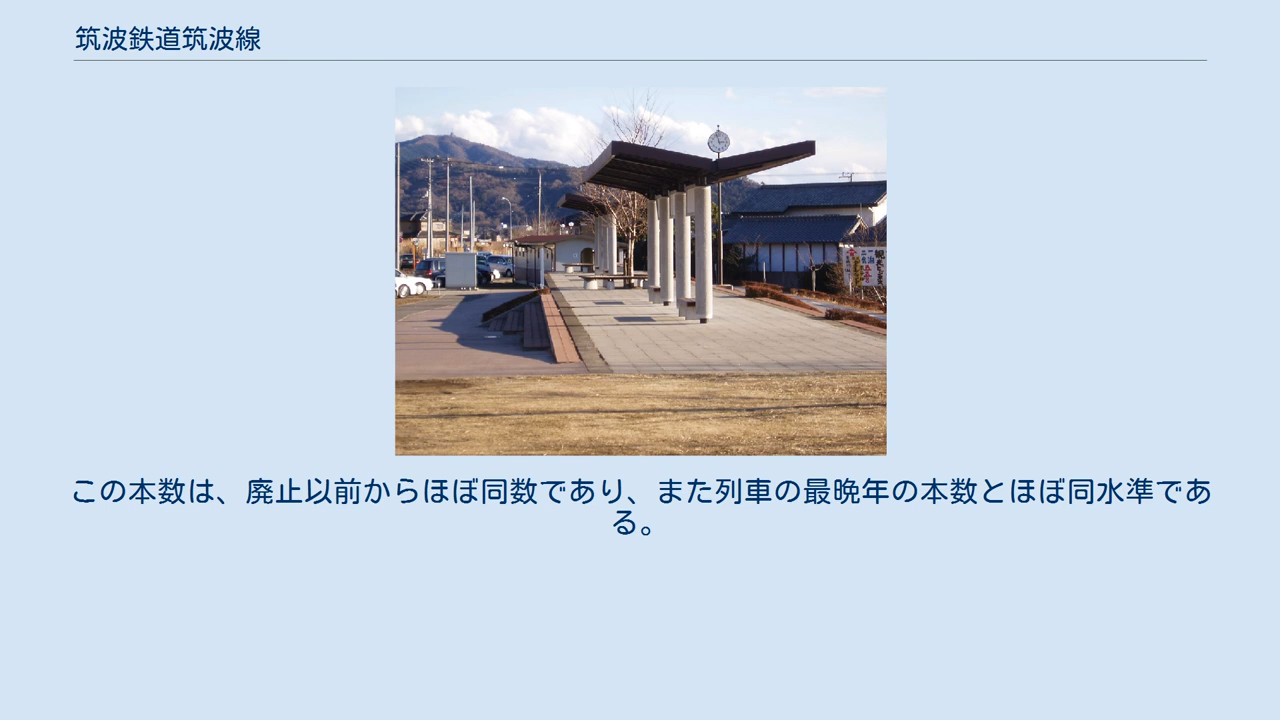 筑波鉄道筑波線
この本数は、廃止以前からほぼ同数であり、また列車の最晩年の本数とほぼ同水準であ
る。